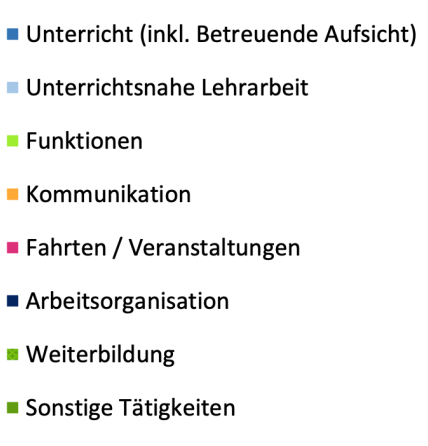 Unterricht (inkl. Betreuende Aufsicht)
Unterrichtsnahe Lehrarbeit
Funktionen
Kommunikation
Fahrten / Veranstaltungen
Arbeitsorganisation
Weiterbildung
Sonstige Tätigkeiten